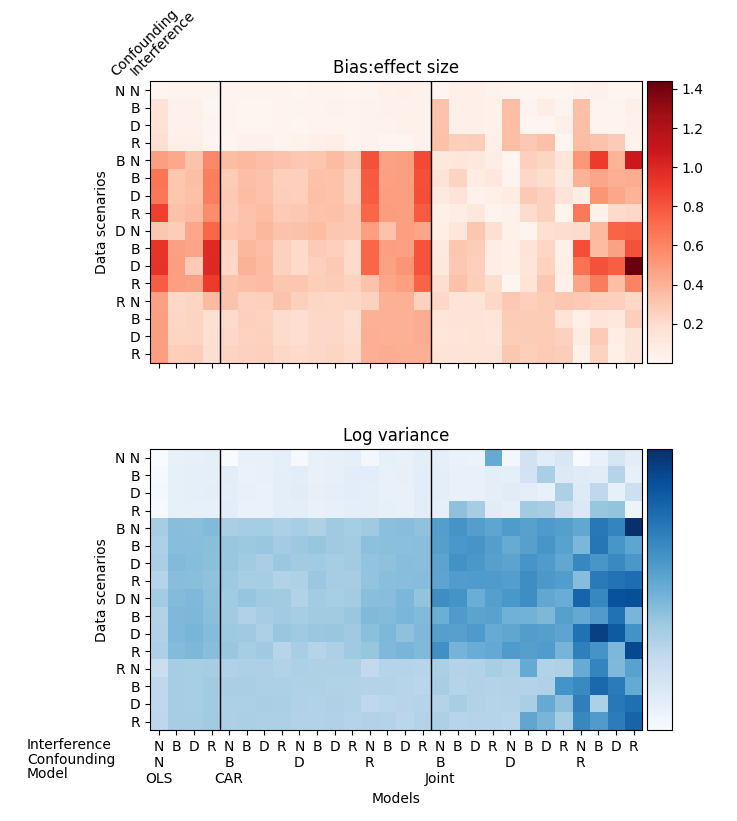 Confounding
Interference
Bias:effect size
N N
B
D
R
B N
B
D
R
D N
B
D
R
R N
B
D
R
Data scenarios
1.4
1.2
1.0
0.8
0.6
0.4
0.2
Log variance
N N
B
D
R
B N
B
D
R
D N
B
D
R
R N
B
D
R
Data scenarios
Interference N B D R N B D R N B D R N B D R N B D R N B D R N B D R
Confounding N B D R B D R
Model OLS CAR Joint
Models